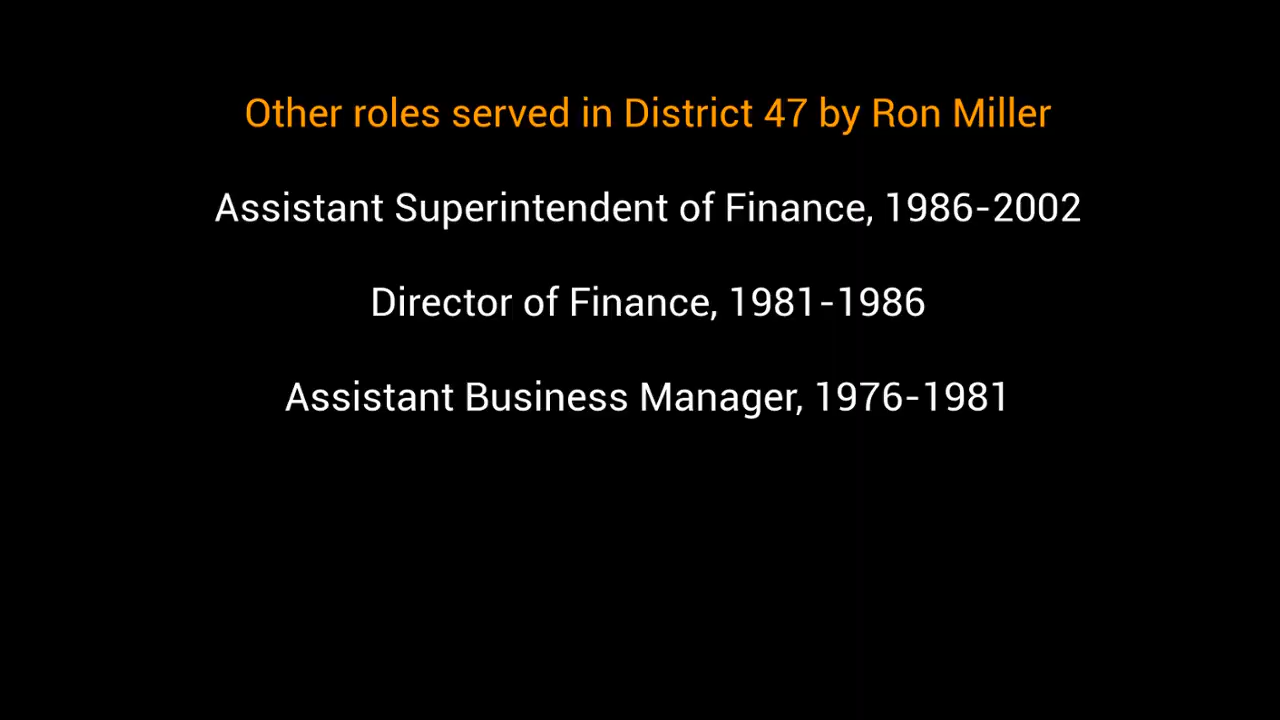 Other roles served in District 47 by Ron Miller
Assistant Superintendent of Finance, 1986-2002
Director of Finance, 1981-1986
Assistant Business Manager, 1976-1981